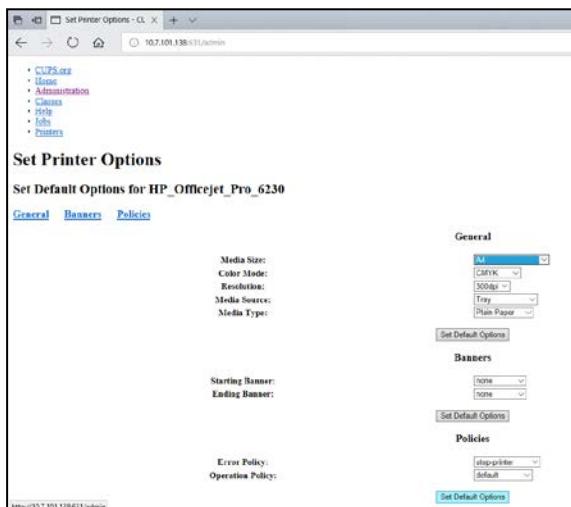 Set Printer Options - CL
10.7.101.138:631/admin
CUPS.org
Home
Administration
Classes
Help
Jobs
Printers
Set Printer Options
Set Default Options for HP_Officejet_Pro_6230
General Banners Policies
General
Media Size: A4
Color Mode: CMYK
Resolution: 300dpi
Media Source: Tray
Media Type: Plain Paper
Set Default Options
Banners
Starting Banner: none
Ending Banner: none
Set Default Options
Policies
Error Policy: stop-printer
Operation Policy: default
Set Default Options